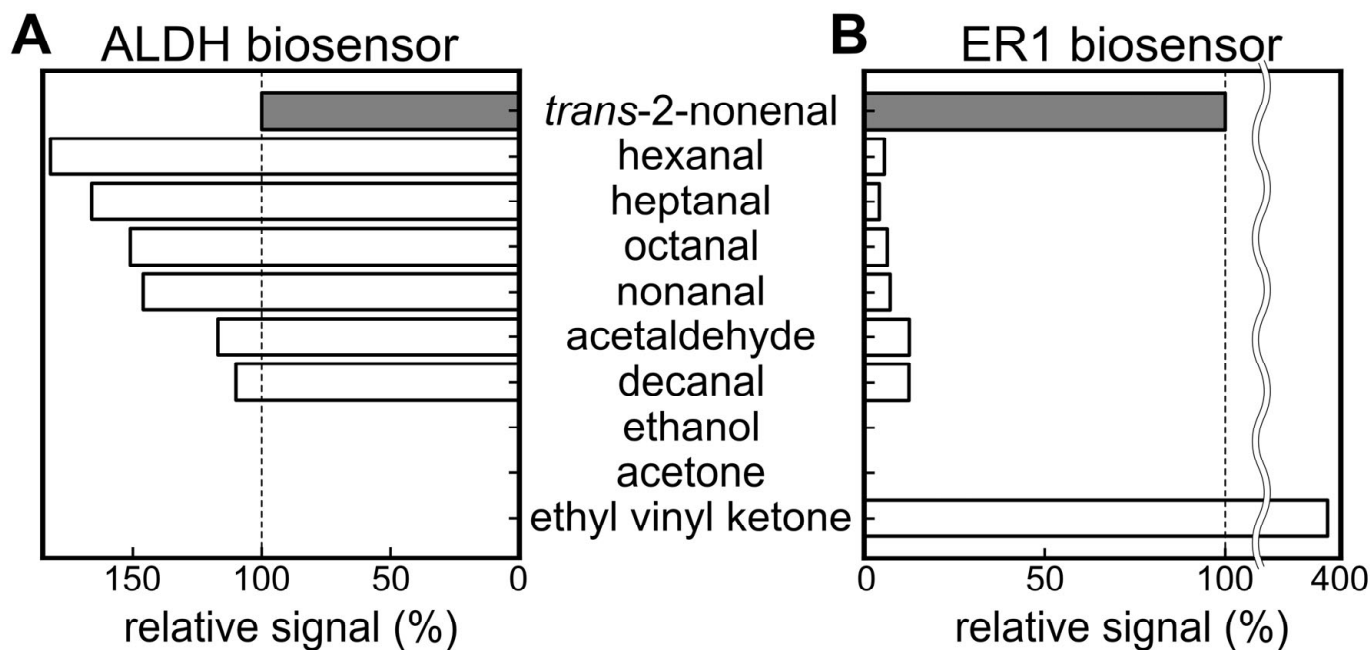 A ALDH biosensor
B ER1 biosensor
trans-2-nonenal
hexanal
heptanal
octanal
nonanal
acetaldehyde
decanal
ethanol
acetone
ethyl vinyl ketone
150 100 50 0
0 50 100 400
relative signal (%)
relative signal (%)